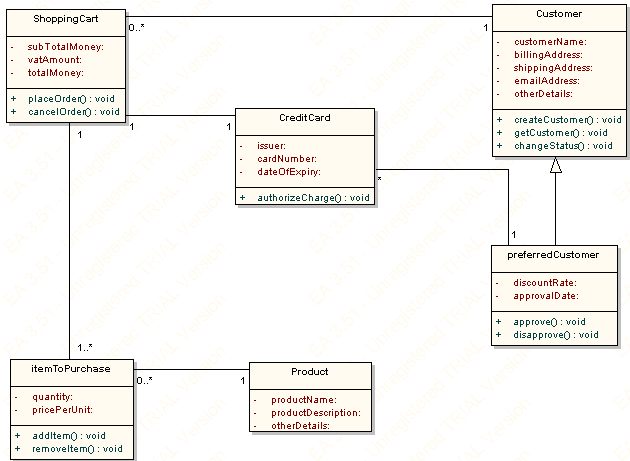 ShoppingCart
- subTotalMoney:
- vatAmount:
- totalMoney:
+ placeOrder() : void
+ cancelOrder() : void
0..*
1
Customer
- customerName:
- billingAddress:
- shippingAddress:
- emailAddress:
- otherDetails:
+ createCustomer() : void
+ getCustomer() : void
+ changeStatus() : void
1
1
1
CreditCard
- issuer:
- cardNumber:
- dateOfExpiry:
+ authorizeCharge() : void
*
1
preferredCustomer
- discountRate:
- approvalDate:
+ approve() : void
+ disapprove() : void
1..*
itemToPurchase
- quantity:
- pricePerUnit:
+ addItem() : void
+ removeItem() : void
0..*
1
Product
- productName:
- productDescription:
- otherDetails: